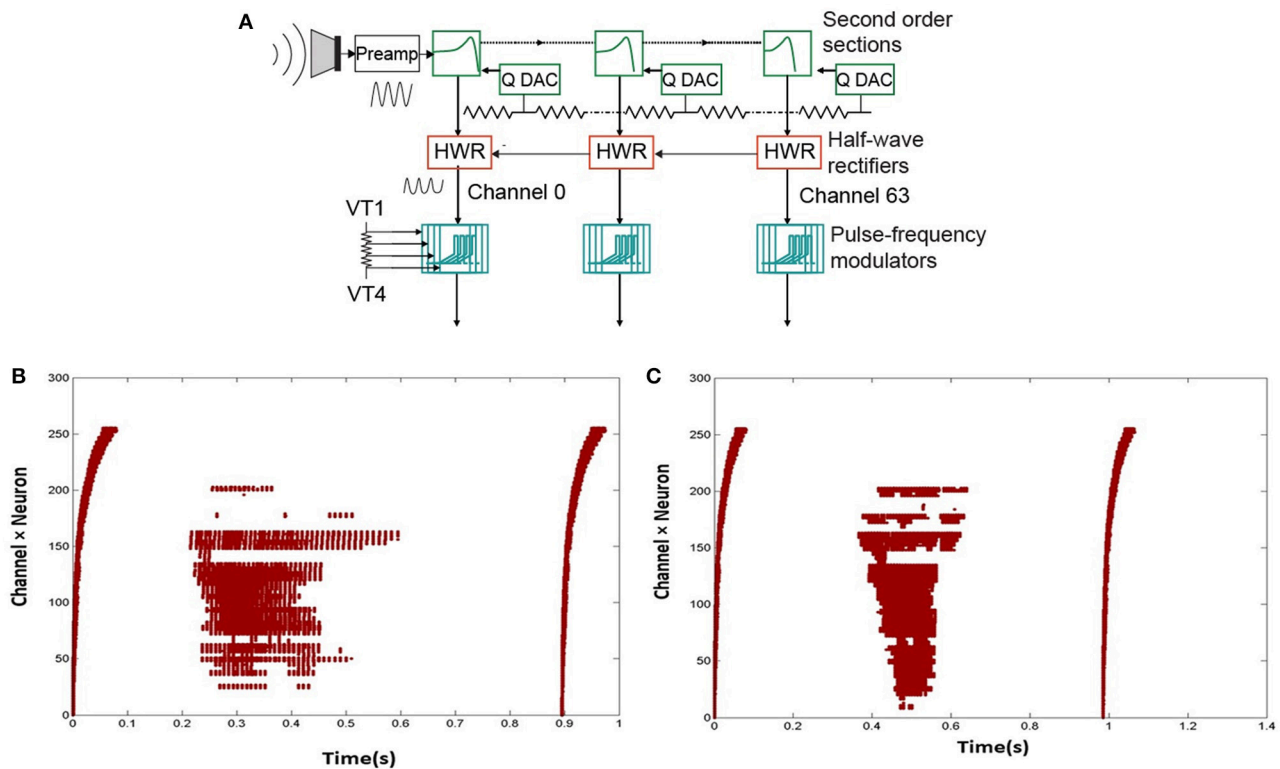 A
Second order
sections
Preamp
Q DAC
Q DAC
Q DAC
HWR
HWR
HWR
Half-wave
rectifiers
Channel 0
Channel 63
VT1
VT4
Pulse-frequency
modulators
B
300
250
200
150
100
50
0
Channel × Neuron
0
0.1
0.2
0.3
0.4
0.5
0.6
0.7
0.8
0.9
1
Time(s)
C
300
250
200
150
100
50
0
Channel × Neuron
0
0.2
0.4
0.6
0.8
1
1.2
1.4
Time(s)